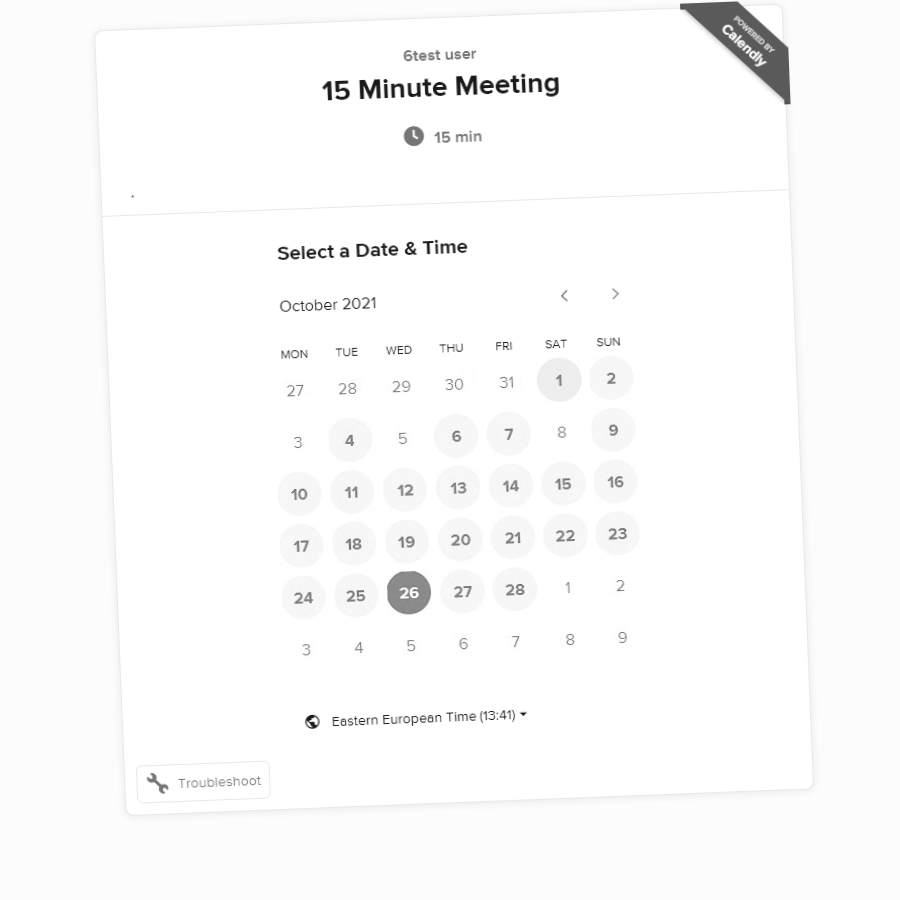 POWERED BY
Calendly
6test user
15 Minute Meeting
15 min
.
Select a Date & Time
October 2021
MON TUE WED THU FRI SAT SUN
27 28 29 30 31 1 2
3 4 5 6 7 8 9
10 11 12 13 14 15 16
17 18 19 20 21 22 23
24 25 26 27 28 1 2
3 4 5 6 7 8 9
Eastern European Time (13:41)
Troubleshoot